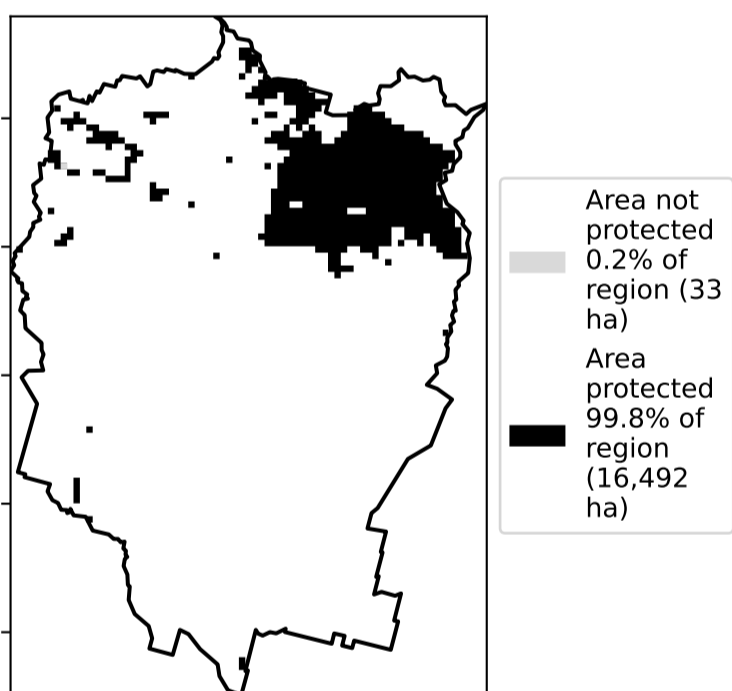 Area not
protected
0.2% of
region (33
ha)
Area
protected
99.8% of
region
(16,492
ha)